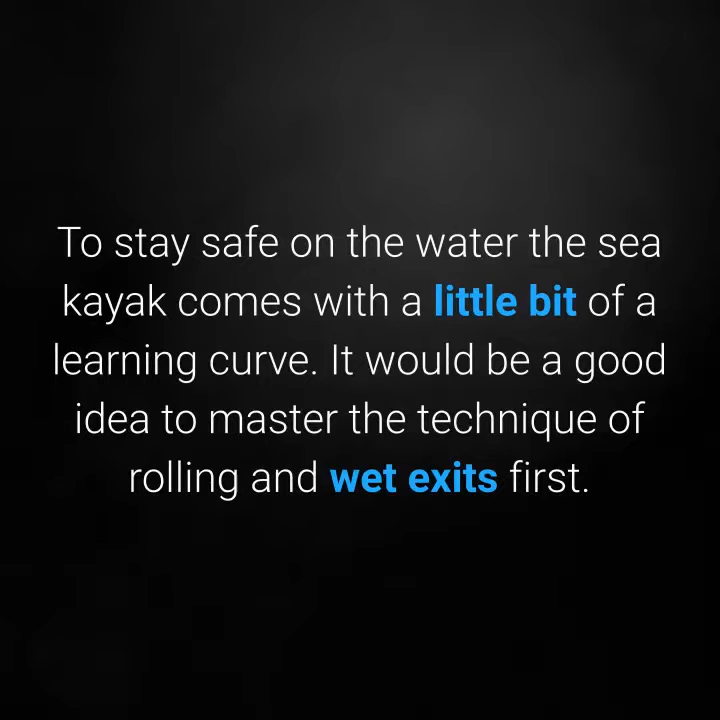 To stay safe on the water the sea
kayak comes with a little bit of a
learning curve. It would be a good
idea to master the technique of
rolling and wet exits first.